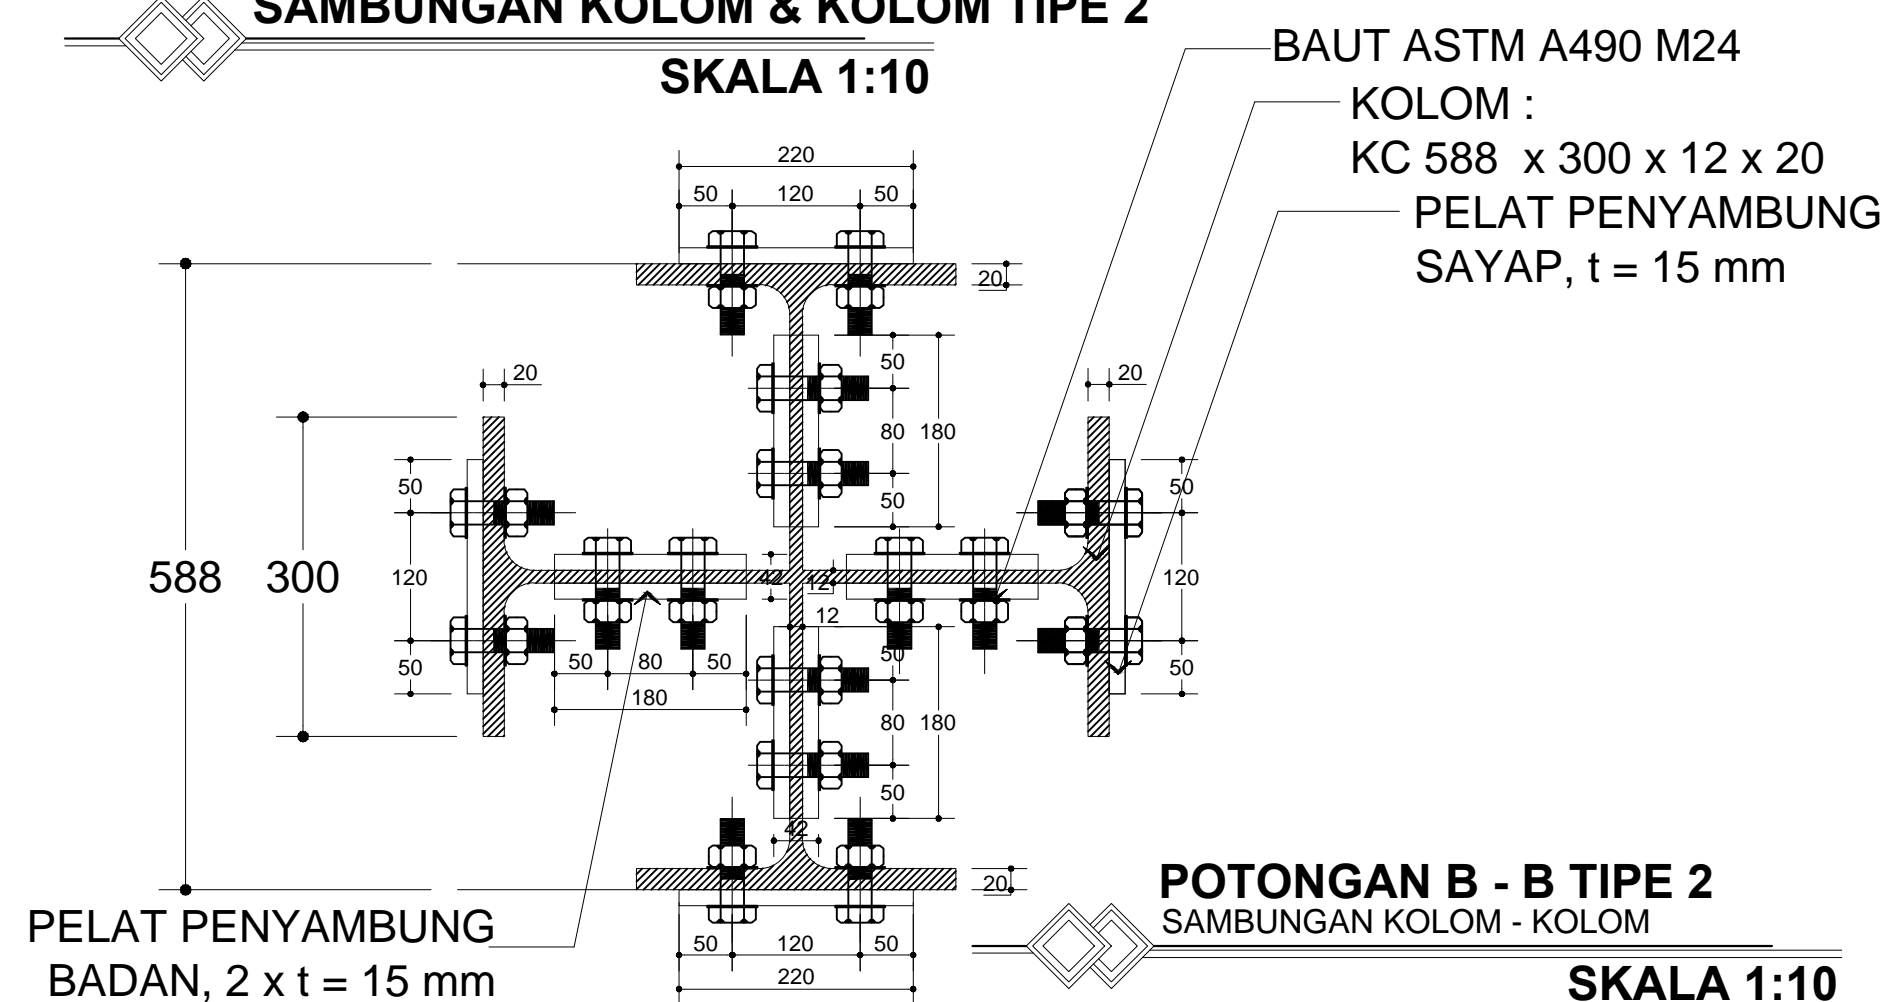 SAMBUNGAN KOLOM & KOLOM TIPE 2
SKALA 1:10
BAUT ASTM A490 M24
KOLOM :
KC 588 x 300 x 12 x 20
PELAT PENYAMBUNG
SAYAP, t = 15 mm
220
50 120 50
20
50
80 180
50
20
20
50
120
50
588
300
42
12
12
50
120
50
50 80 50
180
50
80 180
50
42
20
50 120 50
220
PELAT PENYAMBUNG
BADAN, 2 x t = 15 mm
POTONGAN B - B TIPE 2
SAMBUNGAN KOLOM - KOLOM
SKALA 1:10